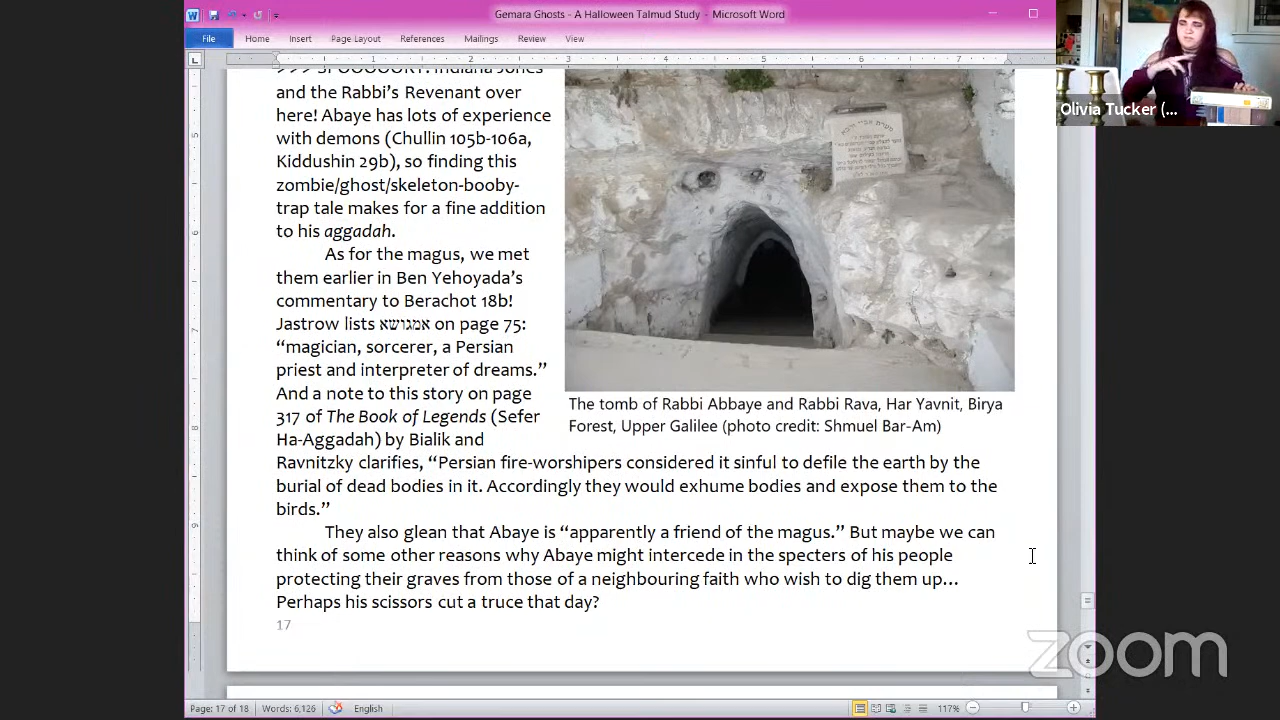 Gemara Ghosts - A Halloween Talmud Study - Microsoft Word
File Home Insert Page Layout References Mailings Review View
and the Rabbi's Revenant over
here! Abaye has lots of experience
with demons (Chullin 105b-106a,
Kiddushin 29b), so finding this
zombie/ghost/skeleton-booby-
trap tale makes for a fine addition
to his aggadah.
As for the magus, we met
them earlier in Ben Yehoyada's
commentary to Berachot 18b!
Jastrow lists אמגושא on page 75:
"magician, sorcerer, a Persian
priest and interpreter of dreams."
And a note to this story on page
317 of The Book of Legends (Sefer
Ha-Aggadah) by Bialik and
Ravnitzky clarifies, "Persian fire-worshipers considered it sinful to defile the earth by the
burial of dead bodies in it. Accordingly they would exhume bodies and expose them to the
birds."
They also glean that Abaye is "apparently a friend of the magus." But maybe we can
think of some other reasons why Abaye might intercede in the specters of his people
protecting their graves from those of a neighbouring faith who wish to dig them up...
Perhaps his scissors cut a truce that day?
17
The tomb of Rabbi Abbaye and Rabbi Rava, Har Yavnit, Birya
Forest, Upper Galilee (photo credit: Shmuel Bar-Am)
Olivia Tucker (...
zoom
Page: 17 of 18 Words: 6,126 English 117%